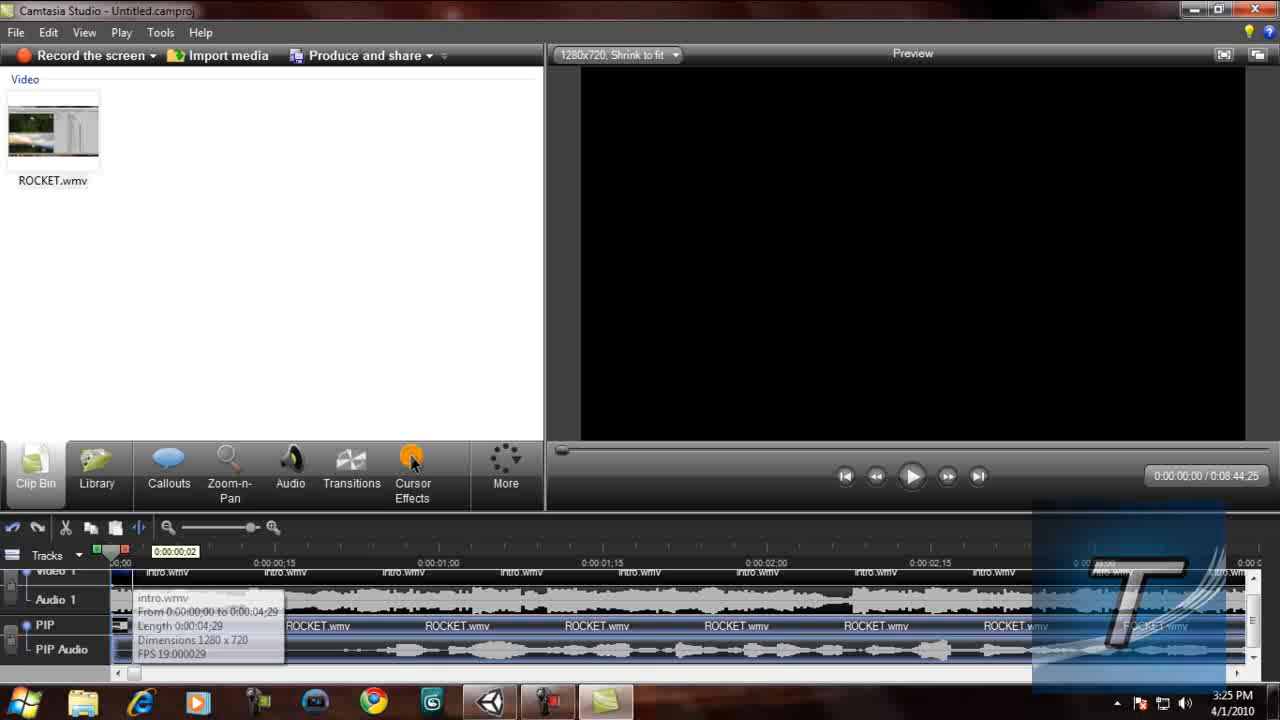 Camtasia Studio - Untitled.camproj
File Edit View Play Tools Help
Record the screen Import media Produce and share
1280x720, Shrink to fit
Preview
Video
ROCKET.wmv
Clip Bin Library Callouts Zoom-n-Pan Audio Transitions Cursor Effects More
0:00:00;00 / 0:08:44;25
Tracks
0:00:00;02
0:00:00;15 0:00:01;00 0:00:01;15 0:00:02;00 0:00:02;15 0:00:03;00
Video 1 intro.wmv intro.wmv intro.wmv intro.wmv intro.wmv intro.wmv intro.wmv intro.wmv intro.wmv
Audio 1
PIP ROCKET.wmv ROCKET.wmv ROCKET.wmv ROCKET.wmv ROCKET.wmv ROCKET.wmv ROCKET.wmv
PIP Audio
intro.wmv
From 0:00:00;00 to 0:00:04;29
Length 0:00:04;29
Dimensions 1280 x 720
FPS 19.000029
T
3:25 PM
4/1/2010